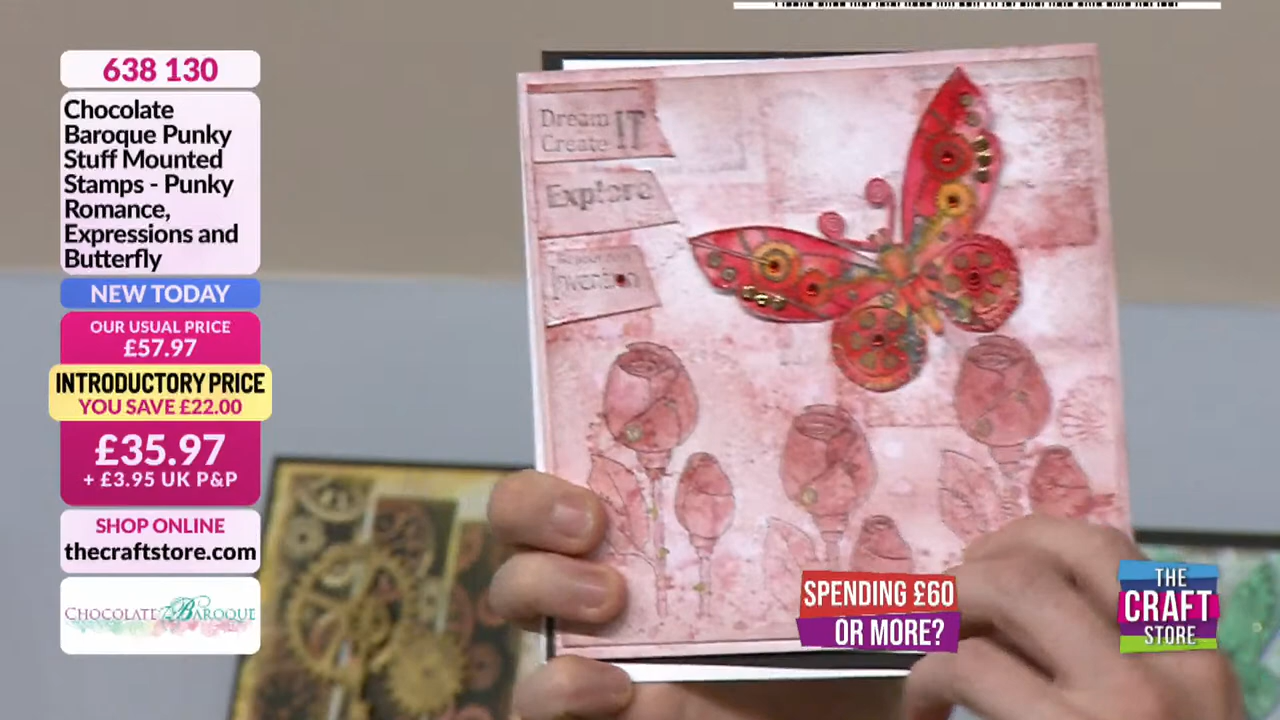 638 130
Chocolate
Baroque Punky
Stuff Mounted
Stamps - Punky
Romance,
Expressions and
Butterfly
NEW TODAY
OUR USUAL PRICE
£57.97
INTRODUCTORY PRICE
YOU SAVE £22.00
£35.97
+ £3.95 UK P&P
SHOP ONLINE
thecraftstore.com
CHOCOLATE BAROQUE
Dream
Create IT
Explore
Invention
SPENDING £60
OR MORE?
THE
CRAFT
STORE